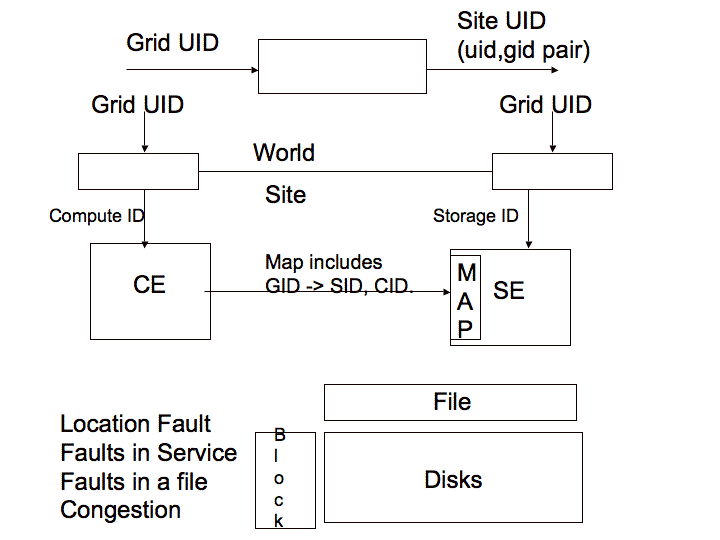 Grid UID
Site UID
(uid,gid pair)
Grid UID
Grid UID
World
Site
Compute ID
Storage ID
CE
Map includes
GID -> SID, CID.
M
A
P
SE
File
Location Fault
Faults in Service
Faults in a file
Congestion
B
l
o
c
k
Disks